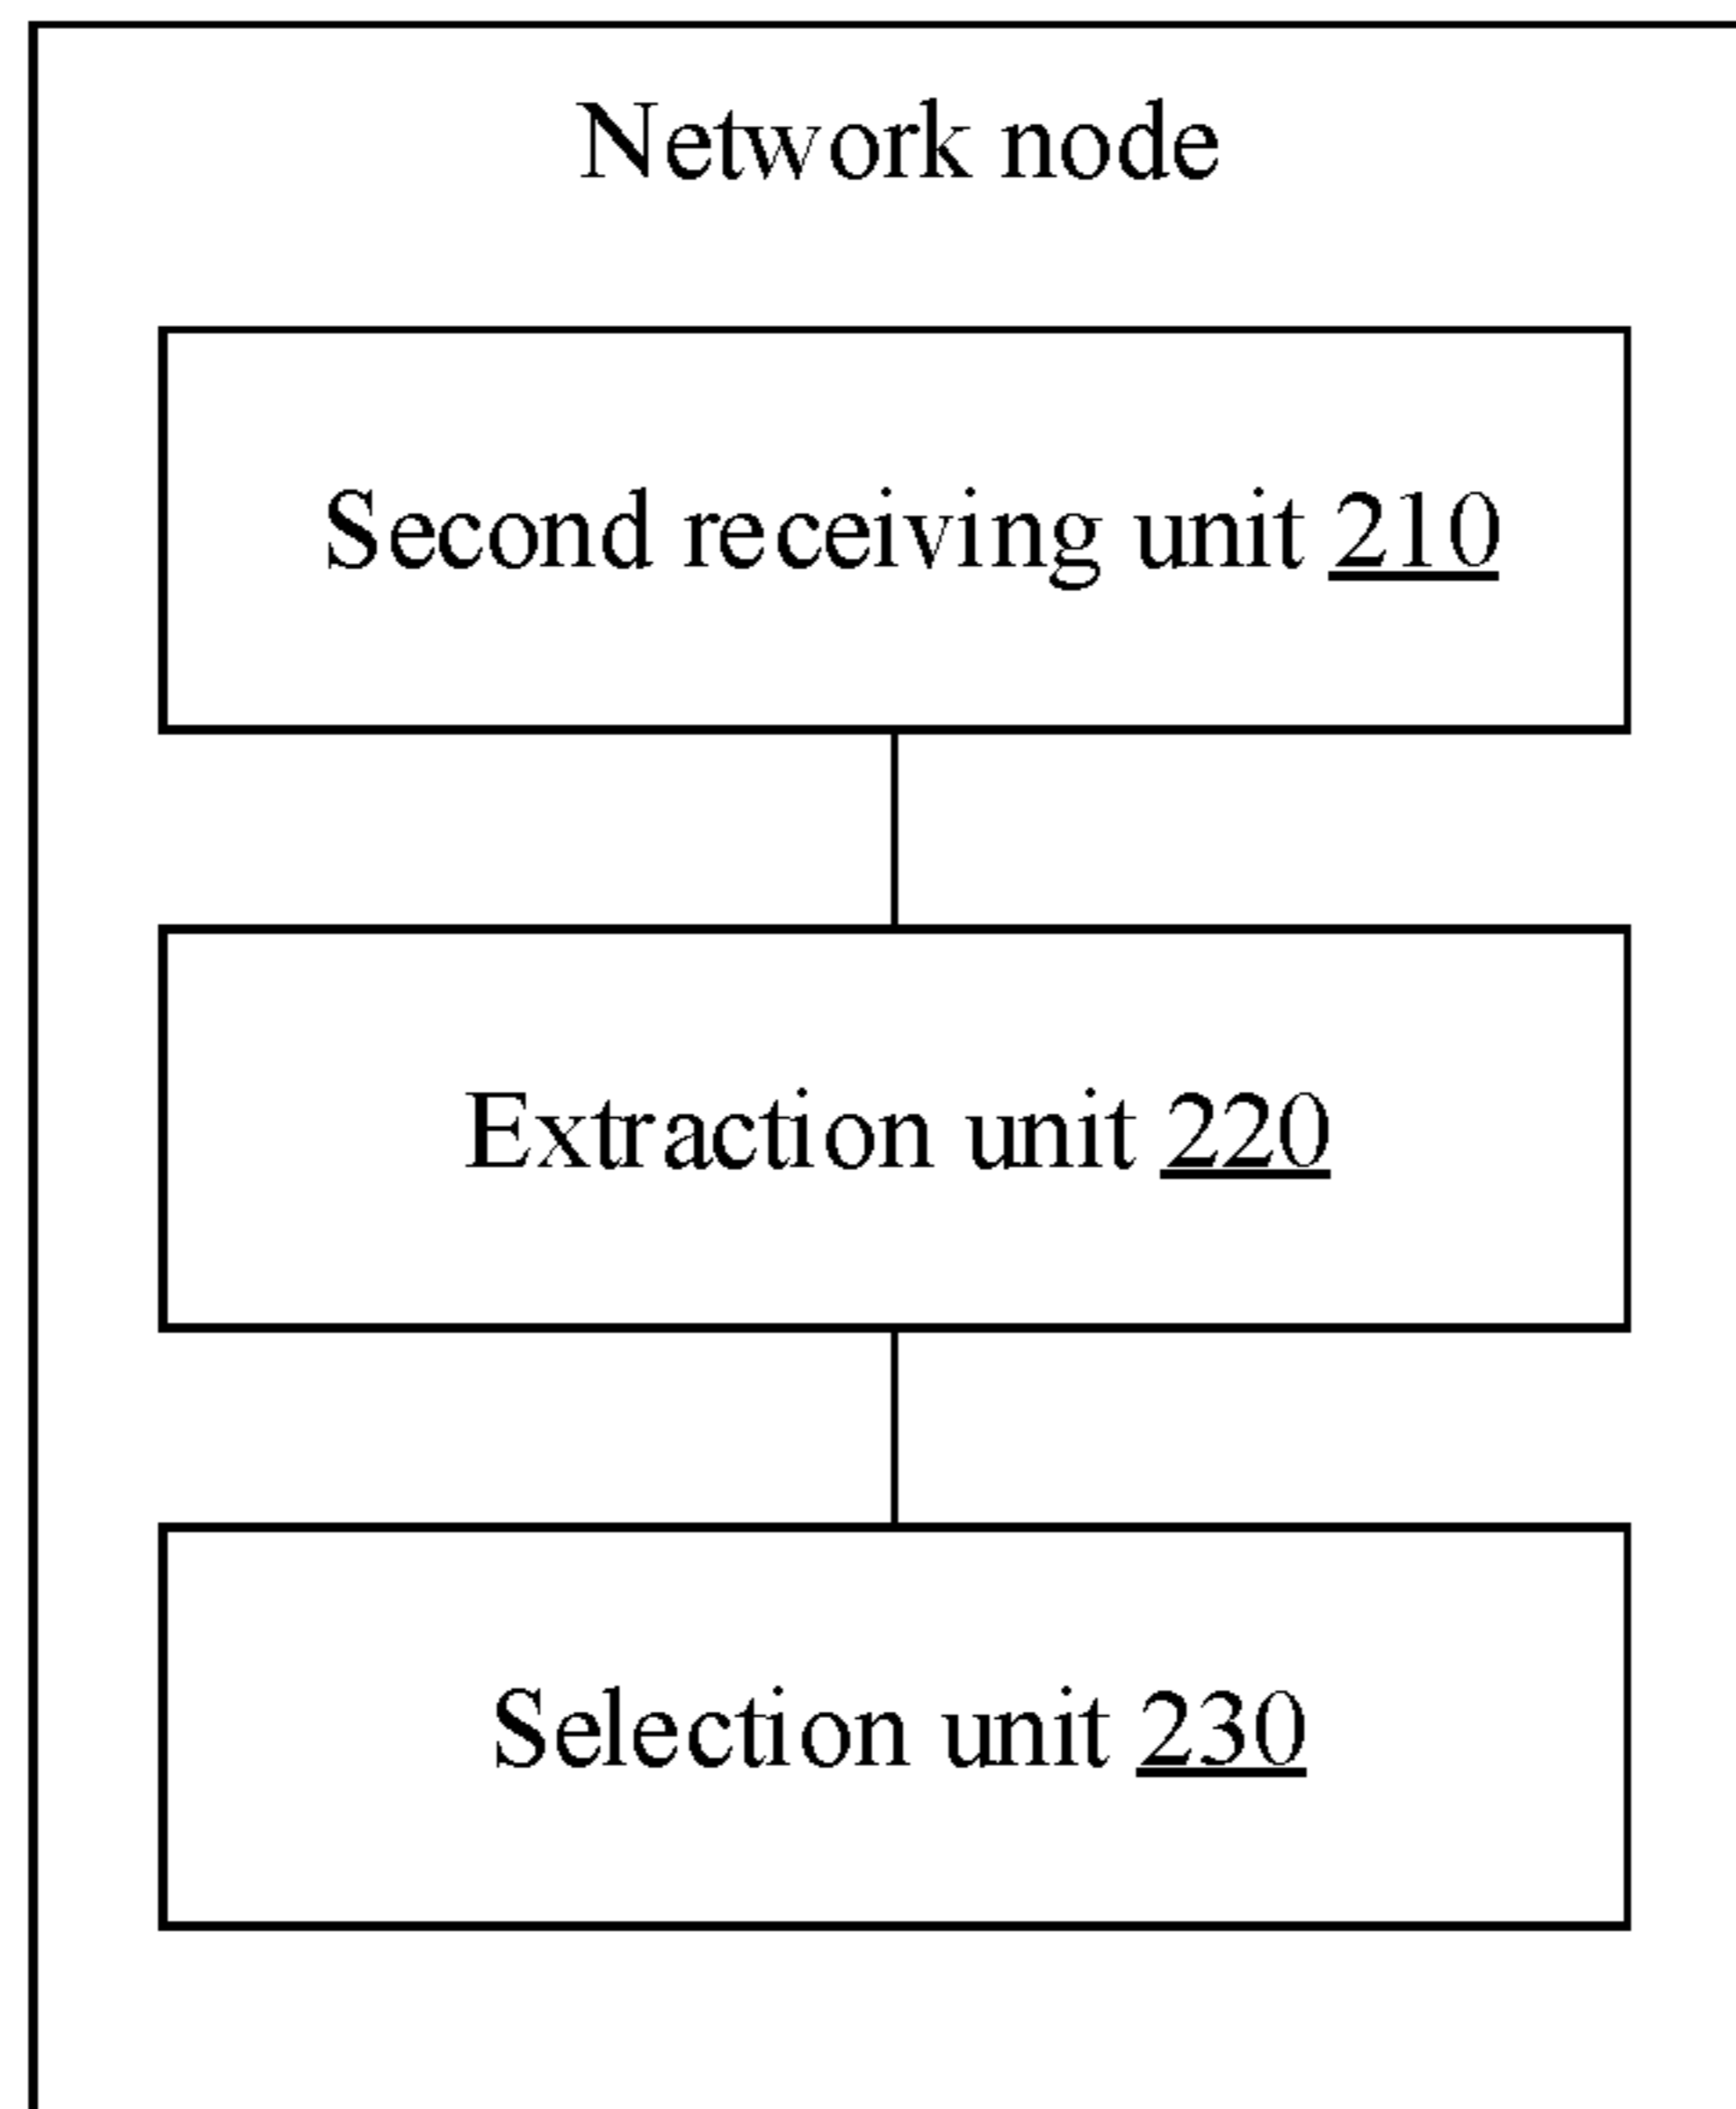 Network node
Second receiving unit 210
Extraction unit 220
Selection unit 230